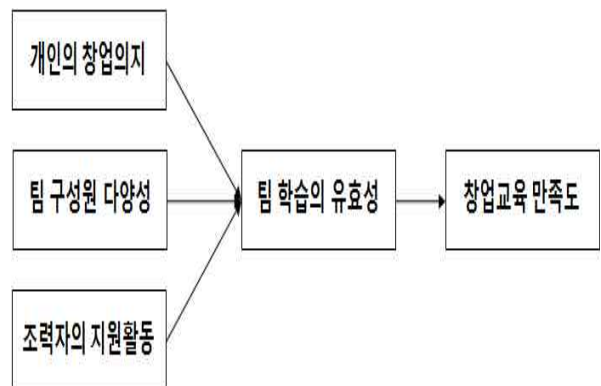 개인의 창업의지
팀 구성원 다양성
팀 학습의 유효성
창업교육 만족도
조력자의 지원활동